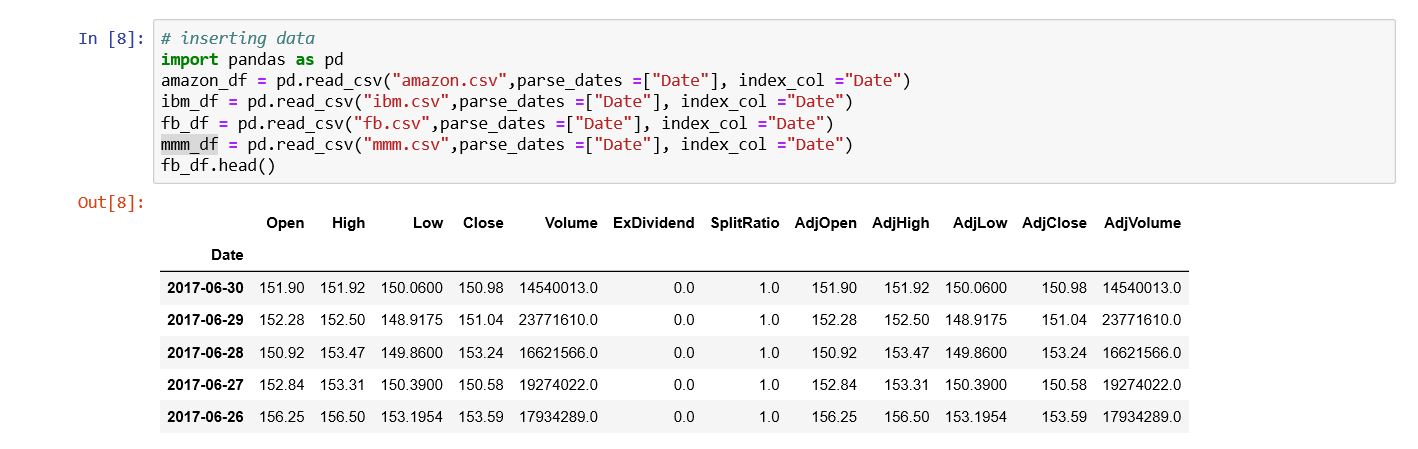 In [8]: # inserting data
import pandas as pd
amazon_df = pd.read_csv("amazon.csv",parse_dates =["Date"], index_col ="Date")
ibm_df = pd.read_csv("ibm.csv",parse_dates =["Date"], index_col ="Date")
fb_df = pd.read_csv("fb.csv",parse_dates =["Date"], index_col ="Date")
mmm_df = pd.read_csv("mmm.csv",parse_dates =["Date"], index_col ="Date")
fb_df.head()
Out[8]:
Open High Low Close Volume ExDividend SplitRatio AdjOpen AdjHigh AdjLow AdjClose AdjVolume
Date
2017-06-30 151.90 151.92 150.0600 150.98 14540013.0 0.0 1.0 151.90 151.92 150.0600 150.98 14540013.0
2017-06-29 152.28 152.50 148.9175 151.04 23771610.0 0.0 1.0 152.28 152.50 148.9175 151.04 23771610.0
2017-06-28 150.92 153.47 149.8600 153.24 16621566.0 0.0 1.0 150.92 153.47 149.8600 153.24 16621566.0
2017-06-27 152.84 153.31 150.3900 150.58 19274022.0 0.0 1.0 152.84 153.31 150.3900 150.58 19274022.0
2017-06-26 156.25 156.50 153.1954 153.59 17934289.0 0.0 1.0 156.25 156.50 153.1954 153.59 17934289.0